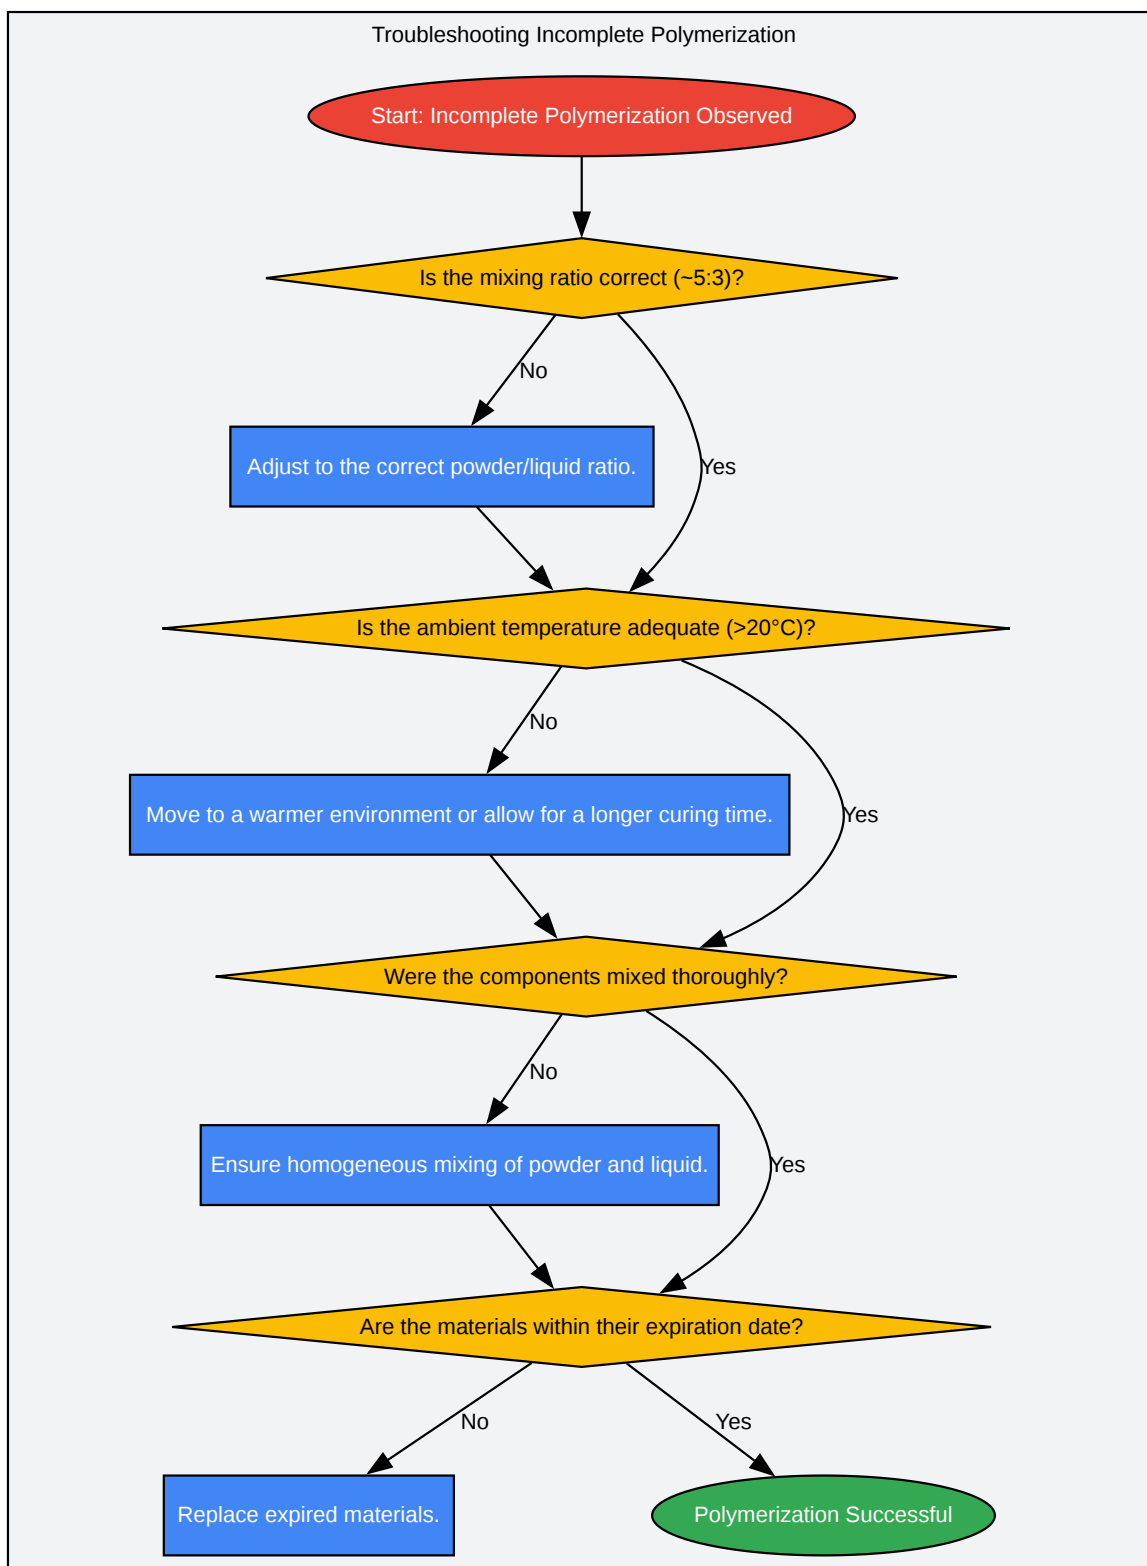 Troubleshooting Incomplete Polymerization
Start: Incomplete Polymerization Observed
Is the mixing ratio correct (~5:3)?
No
Adjust to the correct powder/liquid ratio.
Yes
Is the ambient temperature adequate (>20°C)?
No
Move to a warmer environment or allow for a longer curing time.
Yes
Were the components mixed thoroughly?
No
Ensure homogeneous mixing of powder and liquid.
Yes
Are the materials within their expiration date?
No
Yes
Replace expired materials.
Polymerization Successful